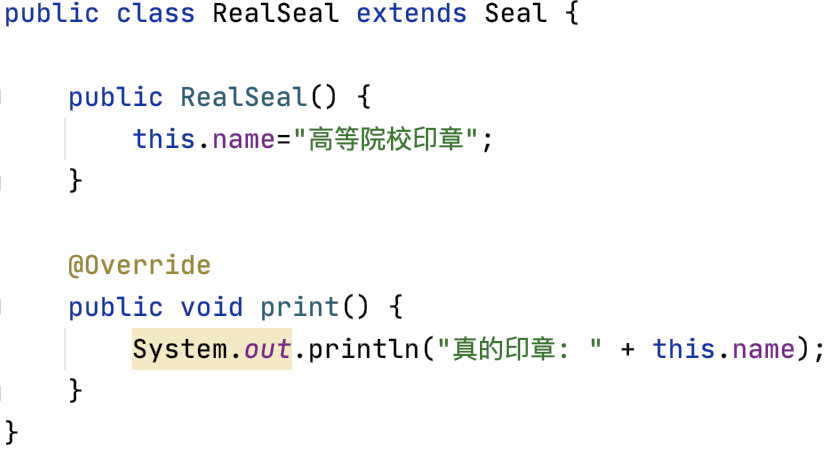 public class RealSeal extends Seal {
public RealSeal() {
this.name="高等院校印章";
}
@Override
public void print() {
System.out.println("真的印章: " + this.name);
}
}